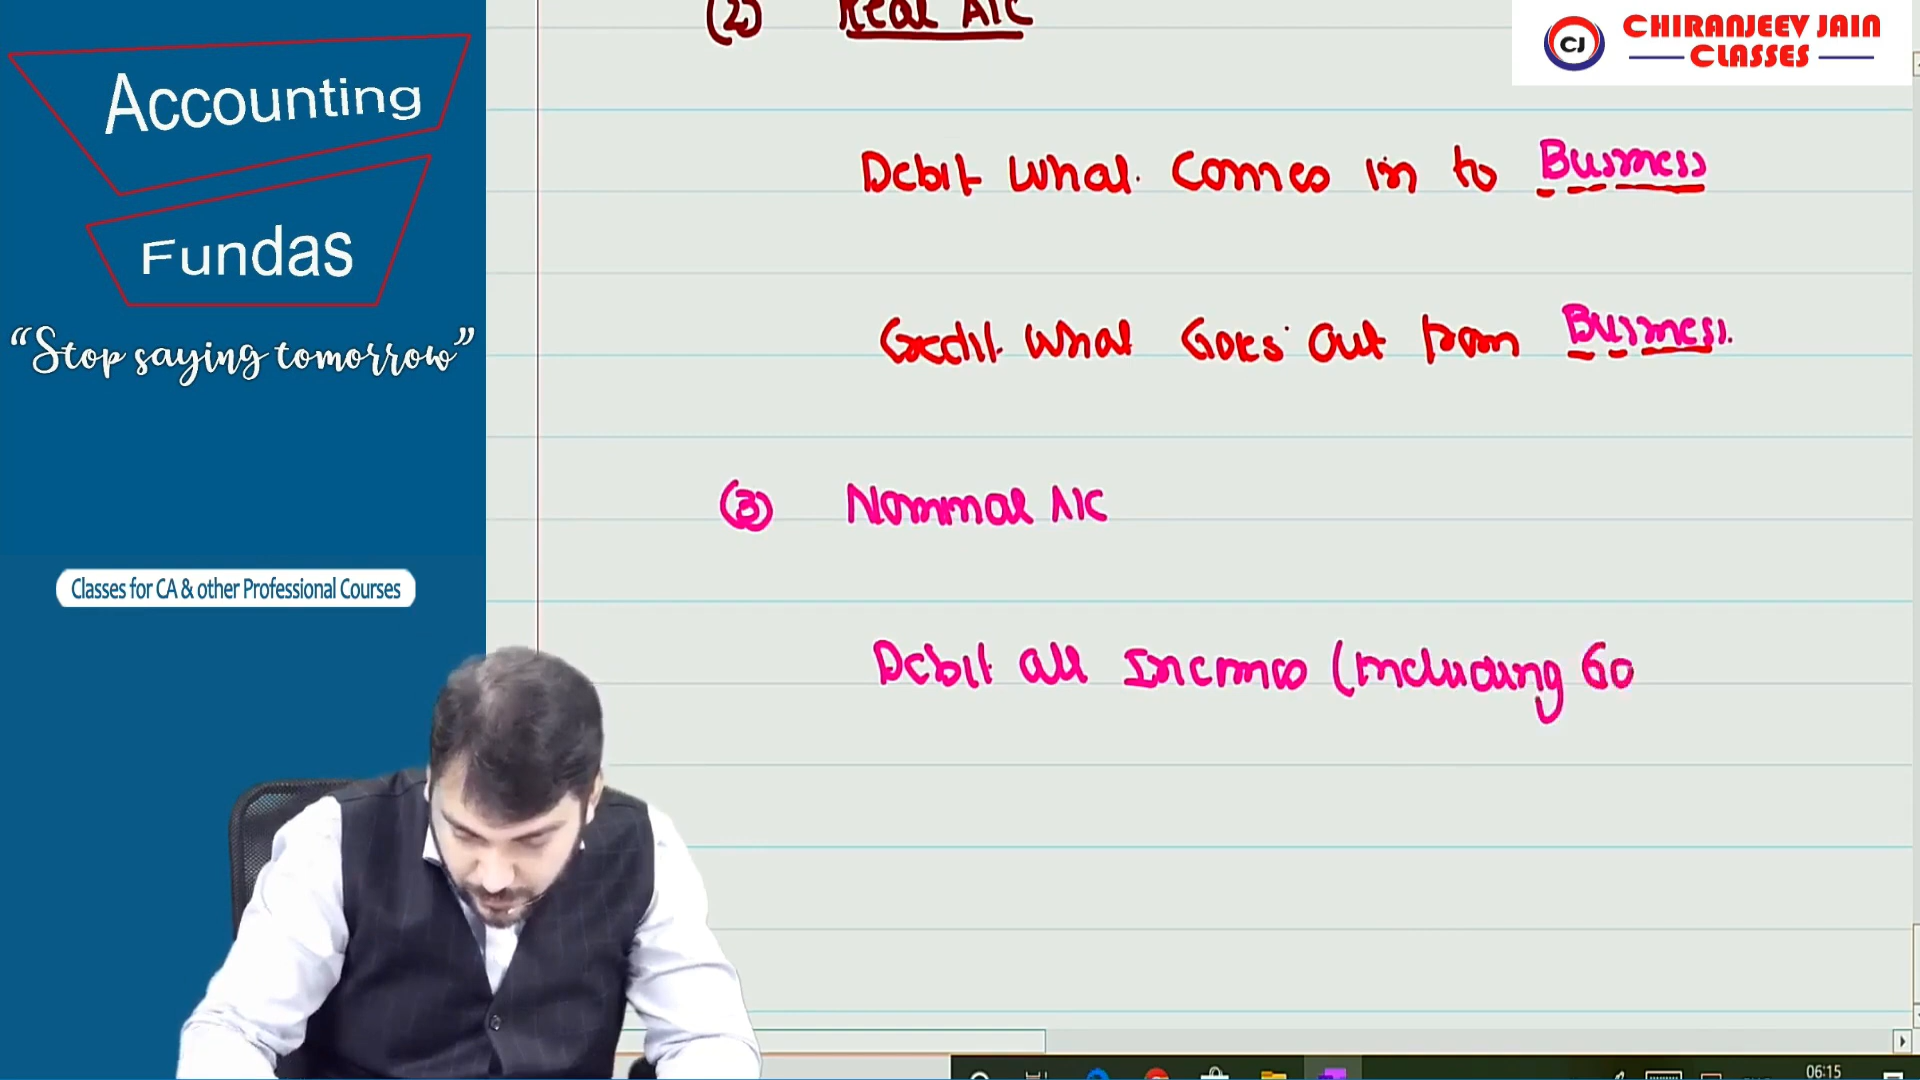 (2) Real A/C
CHIRANJEEV JAIN
CJ
CLASSES
Accounting
Fundas
"Stop saying tomorrow"
Classes for CA & other Professional Courses
Debit What Comes in to Business
Credit What Goes Out from Business.
(3) Nominal A/C
Debit all Incomes (Including Go
06:15